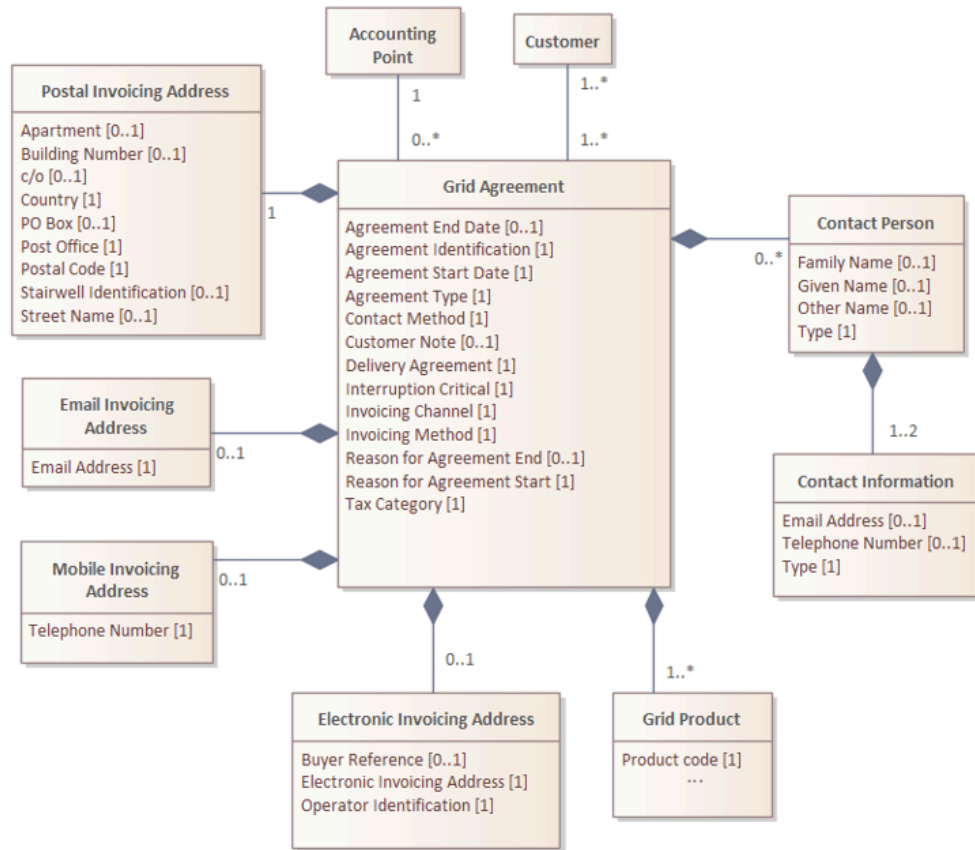 Accounting
Point
Customer
1
0..*
1..*
1..*
Postal Invoicing Address
Apartment [0..1]
Building Number [0..1]
c/o [0..1]
Country [1]
PO Box [0..1]
Post Office [1]
Postal Code [1]
Stairwell Identification [0..1]
Street Name [0..1]
1
Grid Agreement
Agreement End Date [0..1]
Agreement Identification [1]
Agreement Start Date [1]
Agreement Type [1]
Contact Method [1]
Customer Note [0..1]
Delivery Agreement [1]
Interruption Critical [1]
Invoicing Channel [1]
Invoicing Method [1]
Reason for Agreement End [0..1]
Reason for Agreement Start [1]
Tax Category [1]
0..*
Contact Person
Family Name [0..1]
Given Name [0..1]
Other Name [0..1]
Type [1]
1..2
Contact Information
Email Address [0..1]
Telephone Number [0..1]
Type [1]
Email Invoicing
Address
Email Address [1]
0..1
Mobile Invoicing
Address
Telephone Number [1]
0..1
0..1
Electronic Invoicing Address
Buyer Reference [0..1]
Electronic Invoicing Address [1]
Operator Identification [1]
1..*
Grid Product
Product code [1]
...